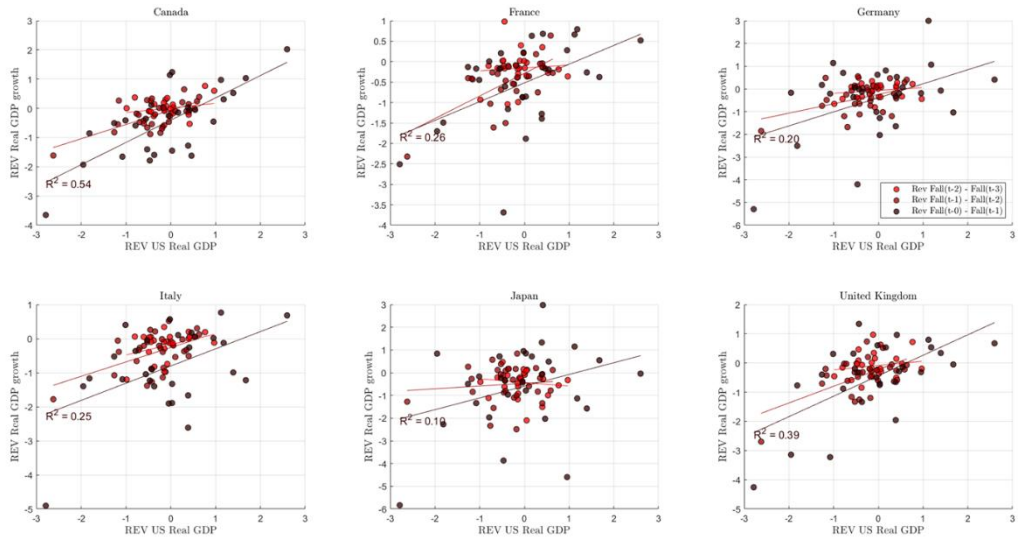 Canada
3
2
1
0
-1
-2
-3
-4
REV Real GDP growth
R² = 0.54
-3 -2 -1 0 1 2 3
REV US Real GDP
France
1
0.5
0
-0.5
-1
-1.5
-2
-2.5
-3
-3.5
-4
REV Real GDP growth
R² = 0.26
-3 -2 -1 0 1 2 3
REV US Real GDP
Germany
3
2
1
0
-1
-2
-3
-4
-5
-6
REV Real GDP growth
R² = 0.20
Rev Fall(t-2) - Fall(t-3)
Rev Fall(t-1) - Fall(t-2)
Rev Fall(t-0) - Fall(t-1)
-3 -2 -1 0 1 2 3
REV US Real GDP
Italy
1
0
-1
-2
-3
-4
-5
REV Real GDP growth
R² = 0.25
-3 -2 -1 0 1 2 3
REV US Real GDP
Japan
3
2
1
0
-1
-2
-3
-4
-5
-6
REV Real GDP growth
R² = 0.10
-3 -2 -1 0 1 2 3
REV US Real GDP
United Kingdom
2
1
0
-1
-2
-3
-4
-5
REV Real GDP growth
R² = 0.39
-3 -2 -1 0 1 2 3
REV US Real GDP